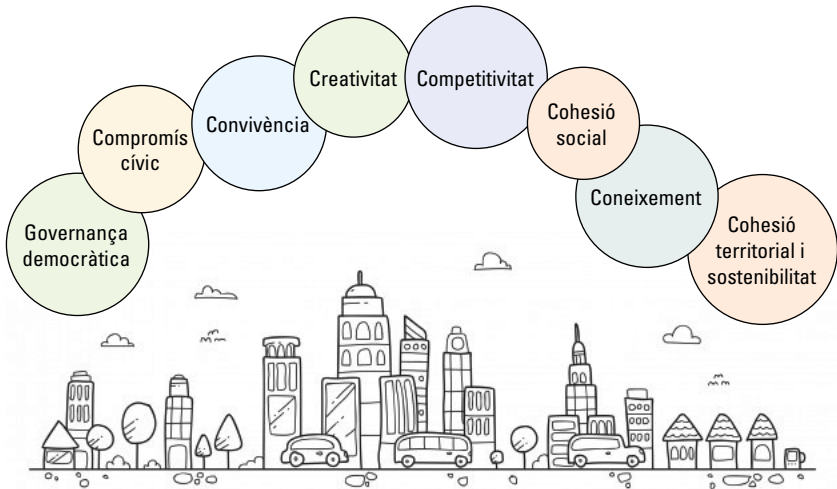 Governança
democràtica
Compromís
cívic
Convivència
Creativitat
Competitivitat
Cohesió
social
Coneixement
Cohesió
territorial i
sostenibilitat